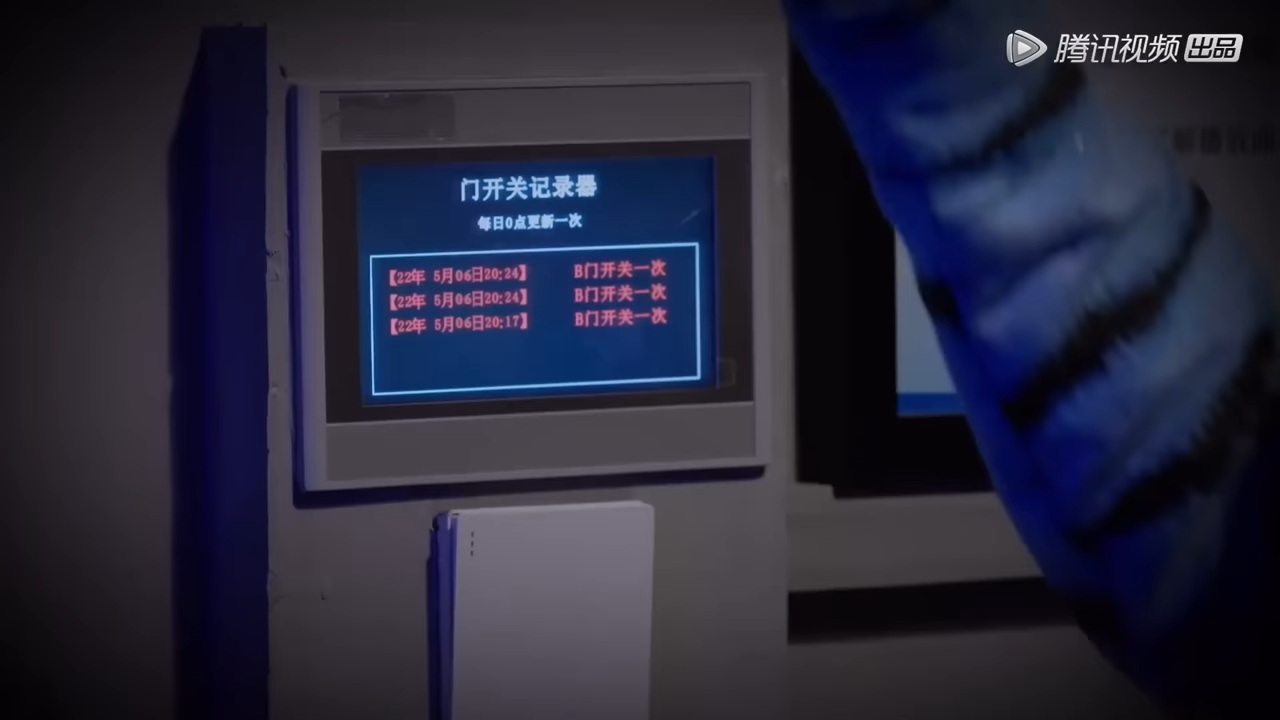 腾讯视频 出品
门开关记录器
每日0点更新一次
【22年 5月06日20:24】 B门开关一次
【22年 5月06日20:24】 B门开关一次
【22年 5月06日20:17】 B门开关一次